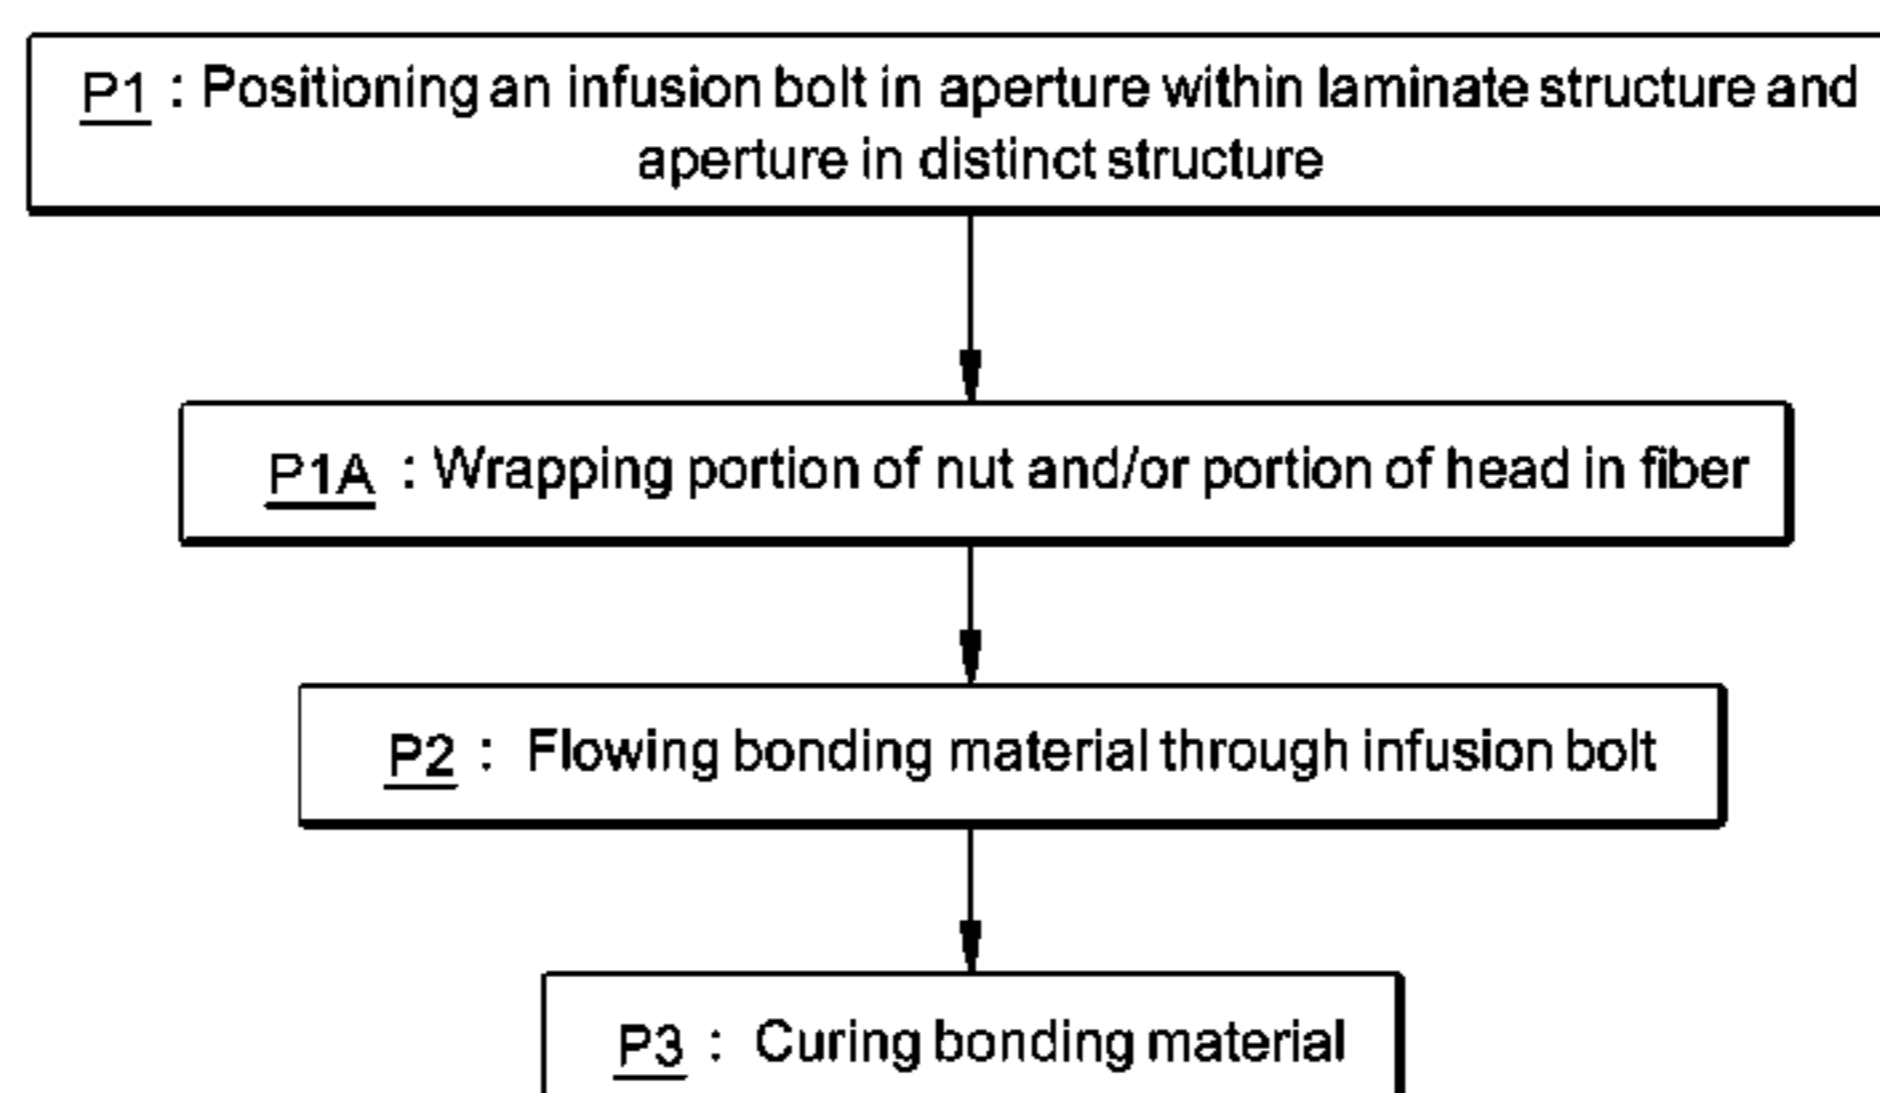 P1 : Positioning an infusion bolt in aperture within laminate structure and
aperture in distinct structure
P1A : Wrapping portion of nut and/or portion of head in fiber
P2 : Flowing bonding material through infusion bolt
P3 : Curing bonding material